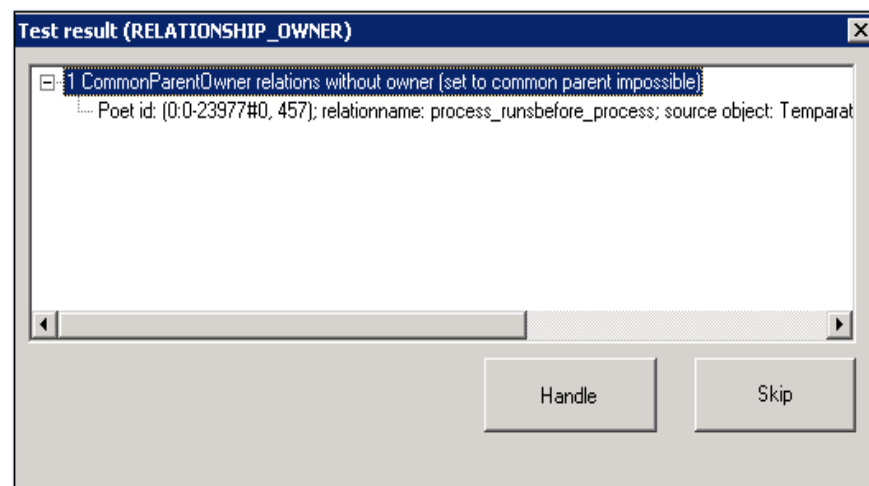 Test result (RELATIONSHIP_OWNER)
1 CommonParentOwner relations without owner (set to common parent impossible)
Poet id: (0:0-23977#0, 457); relationname: process_runsbefore_process; source object: Temparat
Handle
Skip